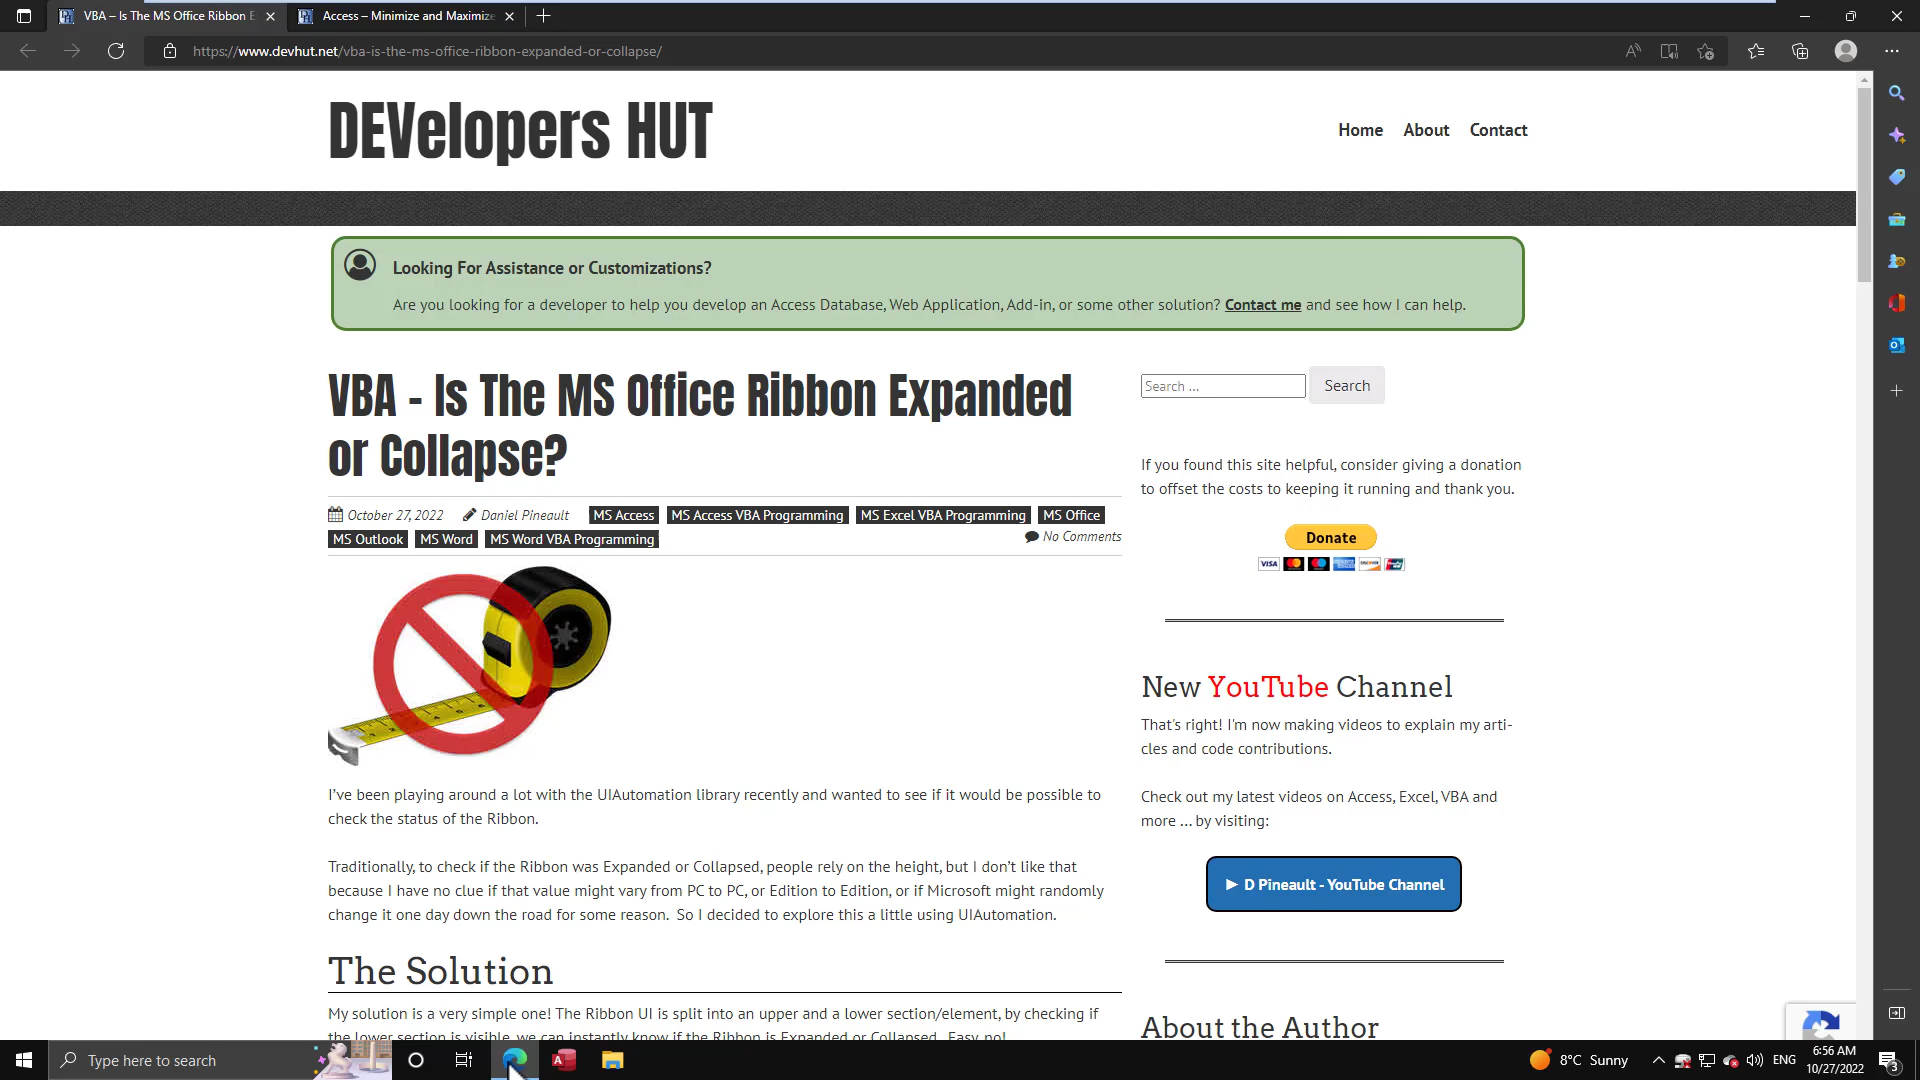 VBA – Is The MS Office Ribbon E
Access – Minimize and Maximize
https://www.devhut.net/vba-is-the-ms-office-ribbon-expanded-or-collapse/
DEVelopers HUT
Home About Contact
Looking For Assistance or Customizations?
Are you looking for a developer to help you develop an Access Database, Web Application, Add-in, or some other solution? Contact me and see how I can help.
VBA – Is The MS Office Ribbon Expanded
or Collapse?
October 27, 2022 Daniel Pineault MS Access MS Access VBA Programming MS Excel VBA Programming MS Office
MS Outlook MS Word MS Word VBA Programming No Comments
I’ve been playing around a lot with the UIAutomation library recently and wanted to see if it would be possible to
check the status of the Ribbon.
Traditionally, to check if the Ribbon was Expanded or Collapsed, people rely on the height, but I don’t like that
because I have no clue if that value might vary from PC to PC, or Edition to Edition, or if Microsoft might randomly
change it one day down the road for some reason. So I decided to explore this a little using UIAutomation.
The Solution
My solution is a very simple one! The Ribbon UI is split into an upper and a lower section/element, by checking if
the lower section is visible, we can instantly know if the Ribbon is Expanded or Collapsed. Easy, no!
Search ... Search
If you found this site helpful, consider giving a donation
to offset the costs to keeping it running and thank you.
Donate
VISA
New YouTube Channel
That's right! I'm now making videos to explain my arti-
cles and code contributions.
Check out my latest videos on Access, Excel, VBA and
more ... by visiting:
► D Pineault - YouTube Channel
About the Author
Type here to search
8°C Sunny
ENG
6:56 AM
10/27/2022
3